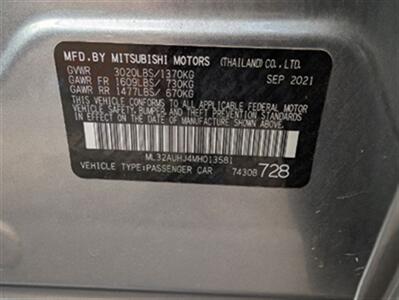 MFD.BY MITSUBISHI MOTORS (THAILAND) CO., LTD.
GVWR 3020LBS/1370KG SEP 2021
GAWR FR 1609LBS/ 730KG
GAWR RR 1477LBS/ 670KG
THIS VEHICLE CONFORMS TO ALL APPLICABLE FEDERAL MOTOR
VEHICLE SAFETY, BUMPER, AND THEFT PREVENTION STANDARDS
IN EFFECT ON THE DATE OF MANUFACTURE SHOWN ABOVE.
ML32AUHJ4MH013581
VEHICLE TYPE:PASSENGER CAR 7430B 728